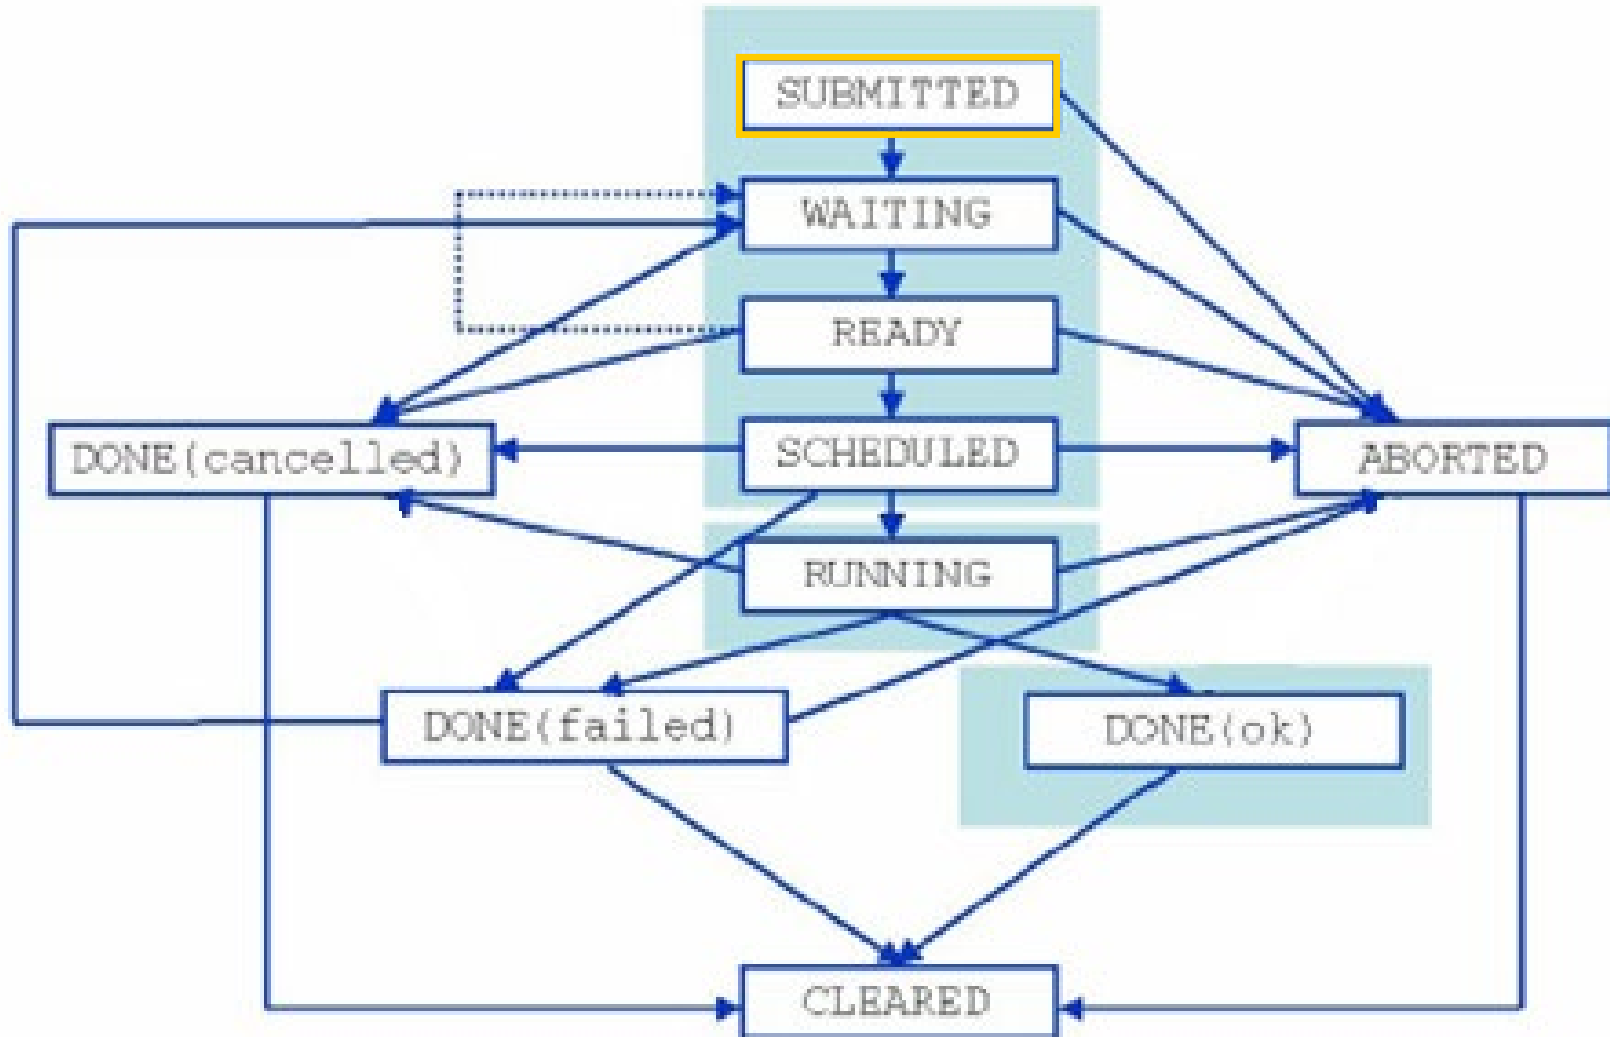 SUBMITTED
WAITING
READY
SCHEDULED
DONE(cancelled)
ABORTED
RUNNING
DONE(failed)
DONE(ok)
CLEARED